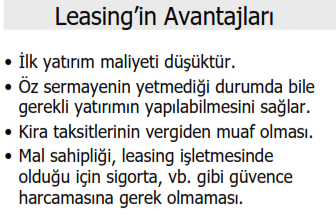 Leasing'in Avantajları
• İlk yatırım maliyeti düşüktür.
• Öz sermayenin yetmediği durumda bile
gerekli yatırımın yapılabilmesini sağlar.
• Kira taksitlerinin vergiden muaf olması.
• Mal sahipliği, leasing işletmesinde
olduğu için sigorta, vb. gibi güvence
harcamasına gerek olmaması.